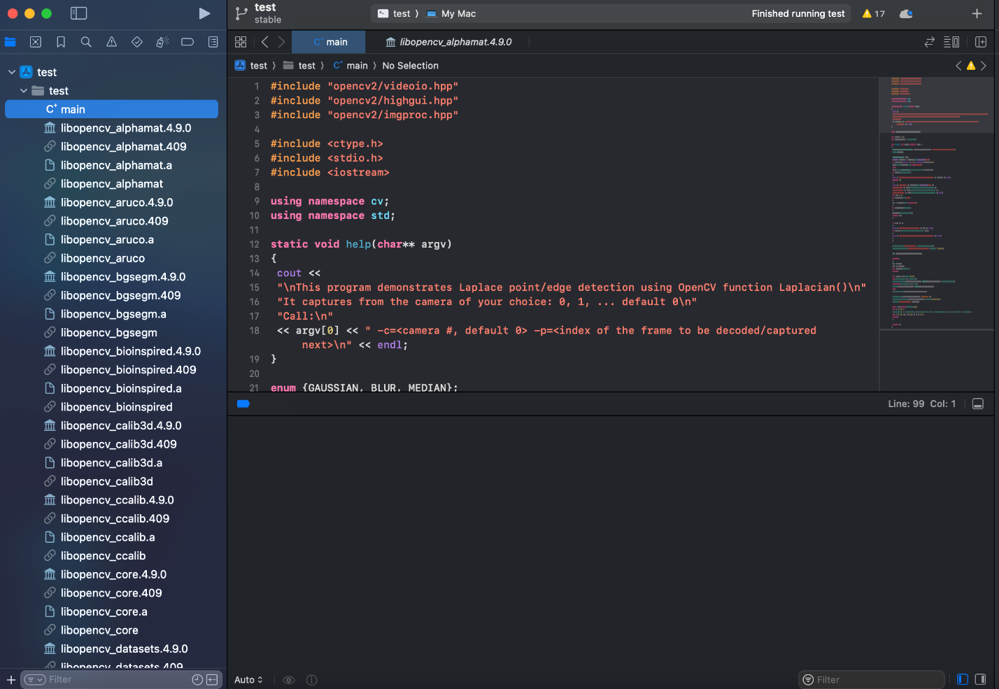 test
stable
test 〉 My Mac
Finished running test
17
main
libopencv_alphamat.4.9.0
test 〉 test 〉 main 〉 No Selection
test
test
main
libopencv_alphamat.4.9.0
libopencv_alphamat.409
libopencv_alphamat.a
libopencv_alphamat
libopencv_aruco.4.9.0
libopencv_aruco.409
libopencv_aruco.a
libopencv_aruco
libopencv_bgsegm.4.9.0
libopencv_bgsegm.409
libopencv_bgsegm.a
libopencv_bgsegm
libopencv_bioinspired.4.9.0
libopencv_bioinspired.409
libopencv_bioinspired.a
libopencv_bioinspired
libopencv_calib3d.4.9.0
libopencv_calib3d.409
libopencv_calib3d.a
libopencv_calib3d
libopencv_ccalib.4.9.0
libopencv_ccalib.409
libopencv_ccalib.a
libopencv_ccalib
libopencv_core.4.9.0
libopencv_core.409
libopencv_core.a
libopencv_core
libopencv_datasets.4.9.0
libopencv_datasets.409
Filter
1 #include "opencv2/videoio.hpp"
2 #include "opencv2/highgui.hpp"
3 #include "opencv2/imgproc.hpp"
4
5 #include <ctype.h>
6 #include <stdio.h>
7 #include <iostream>
8
9 using namespace cv;
10 using namespace std;
11
12 static void help(char** argv)
13 {
14 cout <<
15 "\nThis program demonstrates Laplace point/edge detection using OpenCV function Laplacian()\n"
16 "It captures from the camera of your choice: 0, 1, ... default 0\n"
17 "Call:\n"
18 << argv[0] << " -c=<camera #, default 0> -p=<index of the frame to be decoded/captured
next>\n" << endl;
19 }
20
21 enum {GAUSSIAN, BLUR, MEDIAN};
Line: 99 Col: 1
Auto
Filter